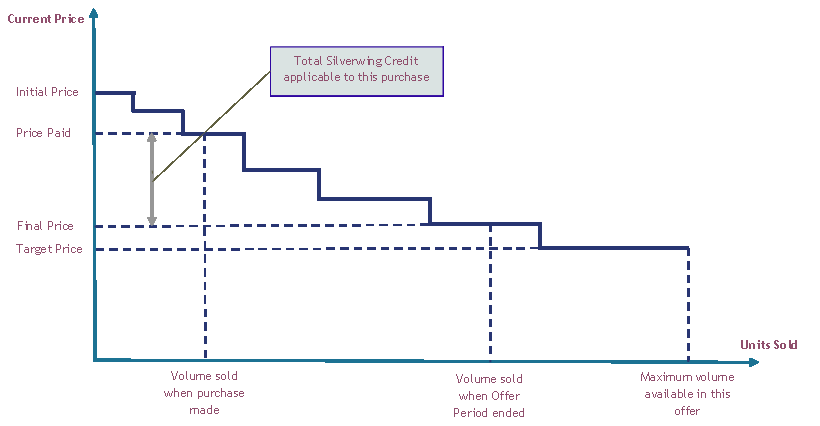 Current Price
Total Silverwing Credit
applicable to this purchase
Initial Price
Price Paid
Final Price
Target Price
Units Sold
Volume sold
when purchase
made
Volume sold
when Offer
Period ended
Maximum volume
available in this
offer